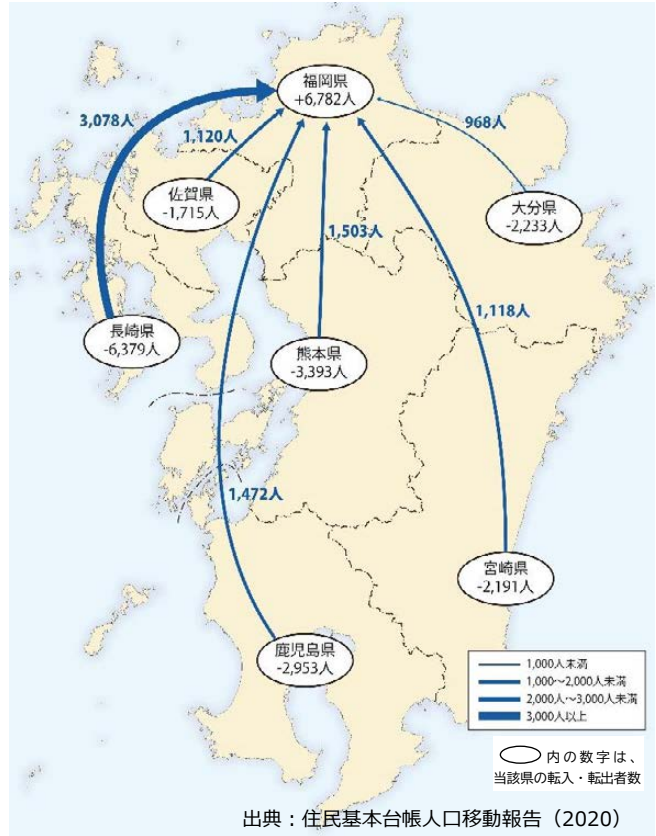 福岡県
+6,782人
3,078人
968人
1,120人
佐賀県
-1,715人
大分県
-2,233人
1,503人
1,118人
長崎県
-6,379人
熊本県
-3,393人
1,472人
宮崎県
-2,191人
鹿児島県
-2,953人
1,000人未満
1,000～2,000人未満
2,000人～3,000人未満
3,000人以上
内の数字は、
当該県の転入・転出者数
出典：住民基本台帳人口移動報告（2020）